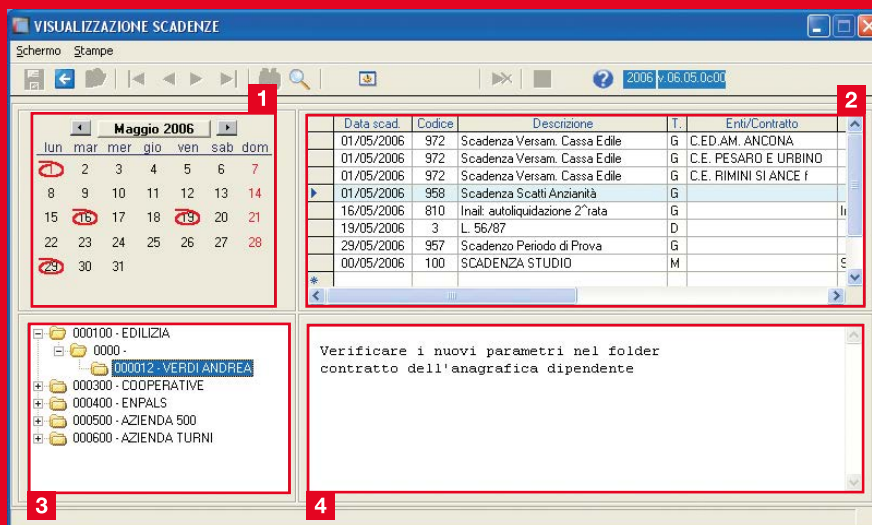 VISUALIZZAZIONE SCADENZE
Schermo Stampe
2006 v.06.05.0c00
1
Maggio 2006
lun mar mer gio ven sab dom
1 2 3 4 5 6 7
8 9 10 11 12 13 14
15 16 17 18 19 20 21
22 23 24 25 26 27 28
29 30 31
2
Data scad. Codice Descrizione T. Enti/Contratto
01/05/2006 972 Scadenza Versam. Cassa Edile G C.ED.AM. ANCONA
01/05/2006 972 Scadenza Versam. Cassa Edile G C.E. PESARO E URBINO
01/05/2006 972 Scadenza Versam. Cassa Edile G C.E. RIMINI SI ANCE f
01/05/2006 958 Scadenza Scatti Anzianità G
16/05/2006 810 Inail: autoliquidazione 2^rata G
19/05/2006 3 L. 56/87 D
29/05/2006 957 Scadenzo Periodo di Prova G
00/05/2006 100 SCADENZA STUDIO M
000100 - EDILIZIA
0000 -
000012 - VERDI ANDREA
000300 - COOPERATIVE
000400 - ENPALS
000500 - AZIENDA 500
000600 - AZIENDA TURNI
3
Verificare i nuovi parametri nel folder
contratto dell'anagrafica dipendente
4